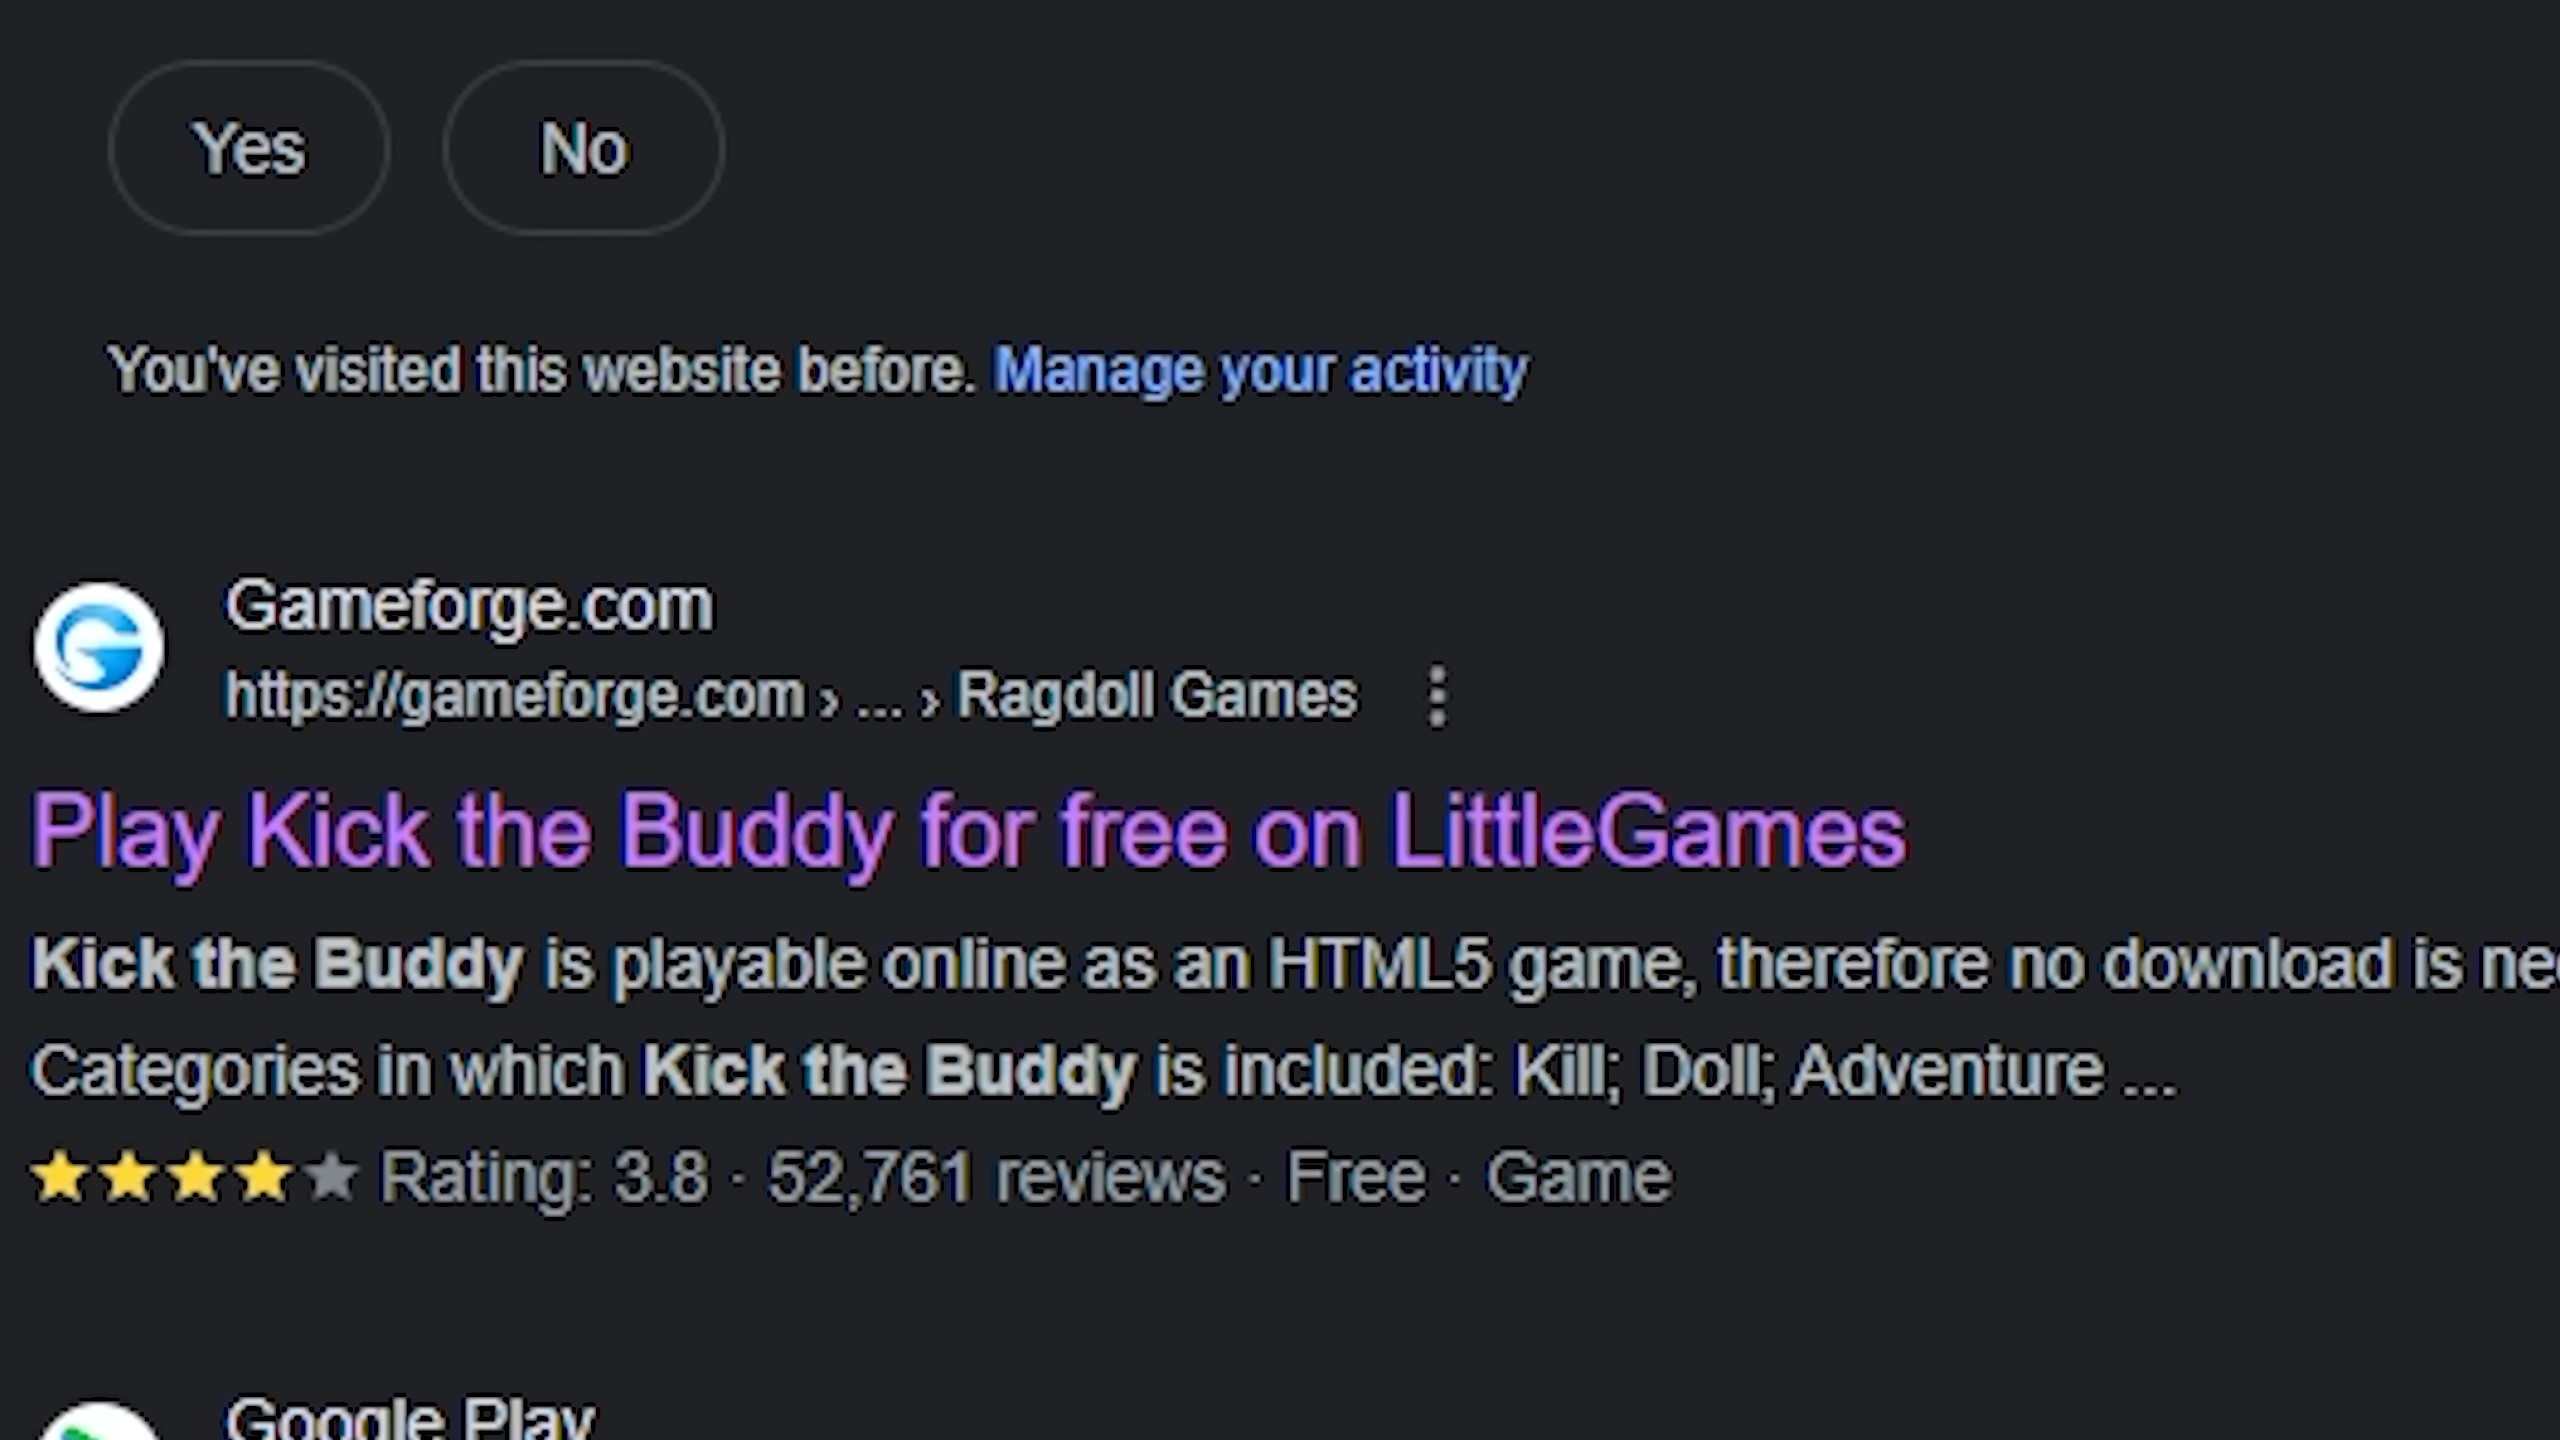 Yes No
You've visited this website before. Manage your activity
Gameforge.com
https://gameforge.com › ... › Ragdoll Games
Play Kick the Buddy for free on LittleGames
Kick the Buddy is playable online as an HTML5 game, therefore no download is
Categories in which Kick the Buddy is included: Kill; Doll; Adventure ...
Rating: 3.8 · 52,761 reviews · Free · Game
Google Play